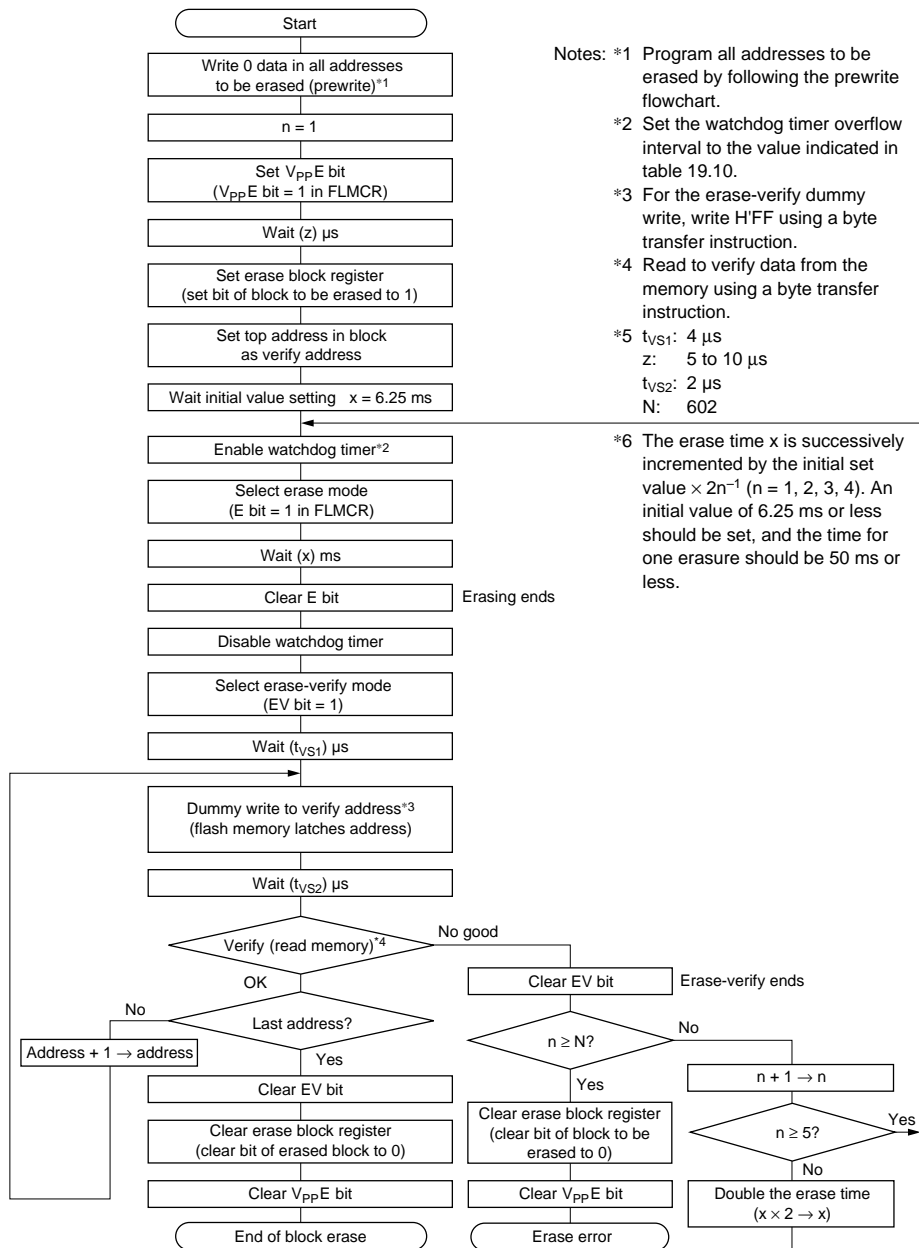 Start
Write 0 data in all addresses
to be erased (prewrite)*1
n = 1
Set VPPE bit
(VPPE bit = 1 in FLMCR)
Wait (z) µs
Set erase block register
(set bit of block to be erased to 1)
Set top address in block
as verify address
Wait initial value setting x = 6.25 ms
Enable watchdog timer*2
Select erase mode
(E bit = 1 in FLMCR)
Wait (x) ms
Clear E bit
Erasing ends
Disable watchdog timer
Select erase-verify mode
(EV bit = 1)
Wait (tVS1) µs
Dummy write to verify address*3
(flash memory latches address)
Wait (tVS2) µs
Verify (read memory)*4
No good
OK
Last address?
No
Address + 1 → address
Yes
Clear EV bit
Clear erase block register
(clear bit of erased block to 0)
Clear VPPE bit
End of block erase
Clear EV bit
Erase-verify ends
n ≥ N?
No
Yes
Clear erase block register
(clear bit of block to be
erased to 0)
Clear VPPE bit
Erase error
n + 1 → n
n ≥ 5?
Yes
No
Double the erase time
(x × 2 → x)
Notes: *1 Program all addresses to be
erased by following the prewrite
flowchart.
*2 Set the watchdog timer overflow
interval to the value indicated in
table 19.10.
*3 For the erase-verify dummy
write, write H'FF using a byte
transfer instruction.
*4 Read to verify data from the
memory using a byte transfer
instruction.
*5 tVS1: 4 µs
z: 5 to 10 µs
tVS2: 2 µs
N: 602
*6 The erase time x is successively
incremented by the initial set
value × 2n–1 (n = 1, 2, 3, 4). An
initial value of 6.25 ms or less
should be set, and the time for
one erasure should be 50 ms or
less.